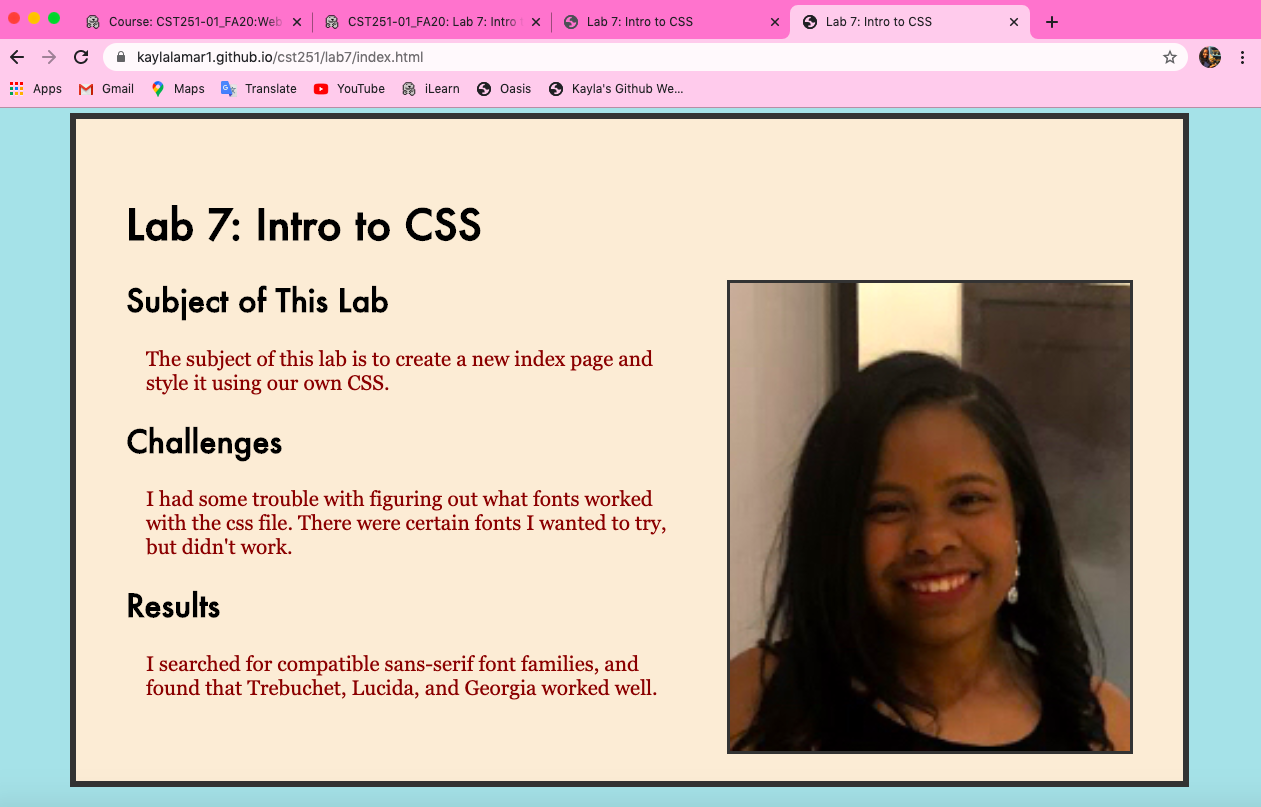 Course: CST251-01_FA20:Web
CST251-01_FA20: Lab 7: Intro
Lab 7: Intro to CSS
Lab 7: Intro to CSS
kaylalamar1.github.io/cst251/lab7/index.html
Apps
Gmail
Maps
Translate
YouTube
iLearn
Oasis
Kayla's Github We...
Lab 7: Intro to CSS
Subject of This Lab
The subject of this lab is to create a new index page and
style it using our own CSS.
Challenges
I had some trouble with figuring out what fonts worked
with the css file. There were certain fonts I wanted to try,
but didn't work.
Results
I searched for compatible sans-serif font families, and
found that Trebuchet, Lucida, and Georgia worked well.